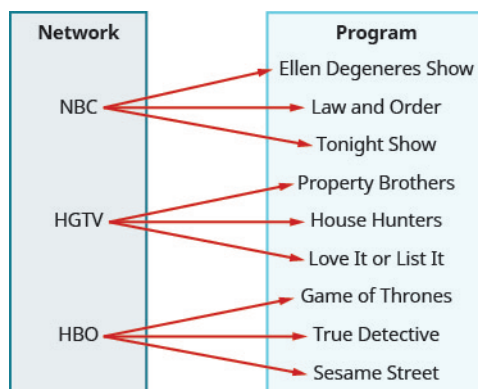 Network
Program
NBC
Ellen Degeneres Show
Law and Order
Tonight Show
HGTV
Property Brothers
House Hunters
Love It or List It
HBO
Game of Thrones
True Detective
Sesame Street